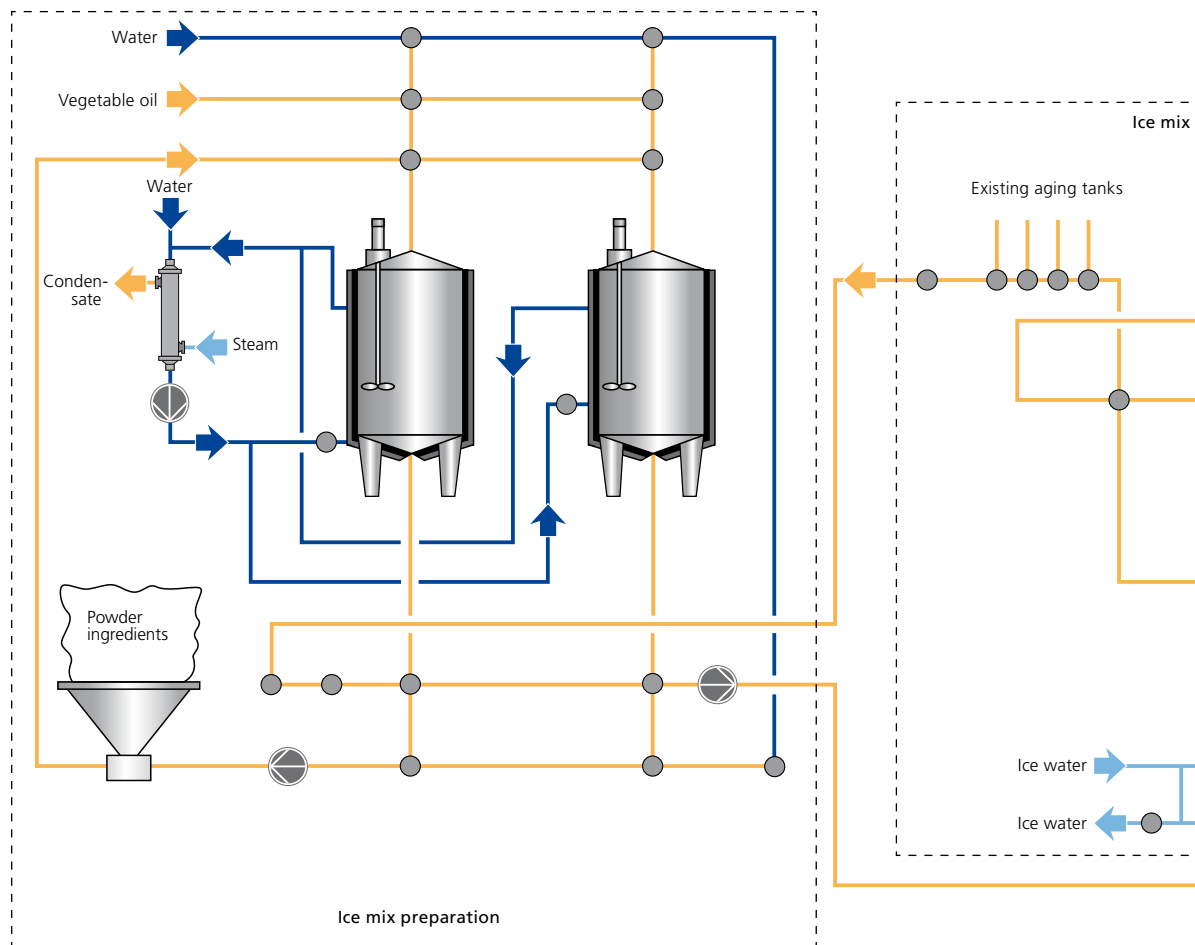 Water
Vegetable oil
Ice mix
Water
Existing aging tanks
Conden-
sate
Steam
Powder
ingredients
Ice water
Ice water
Ice mix preparation